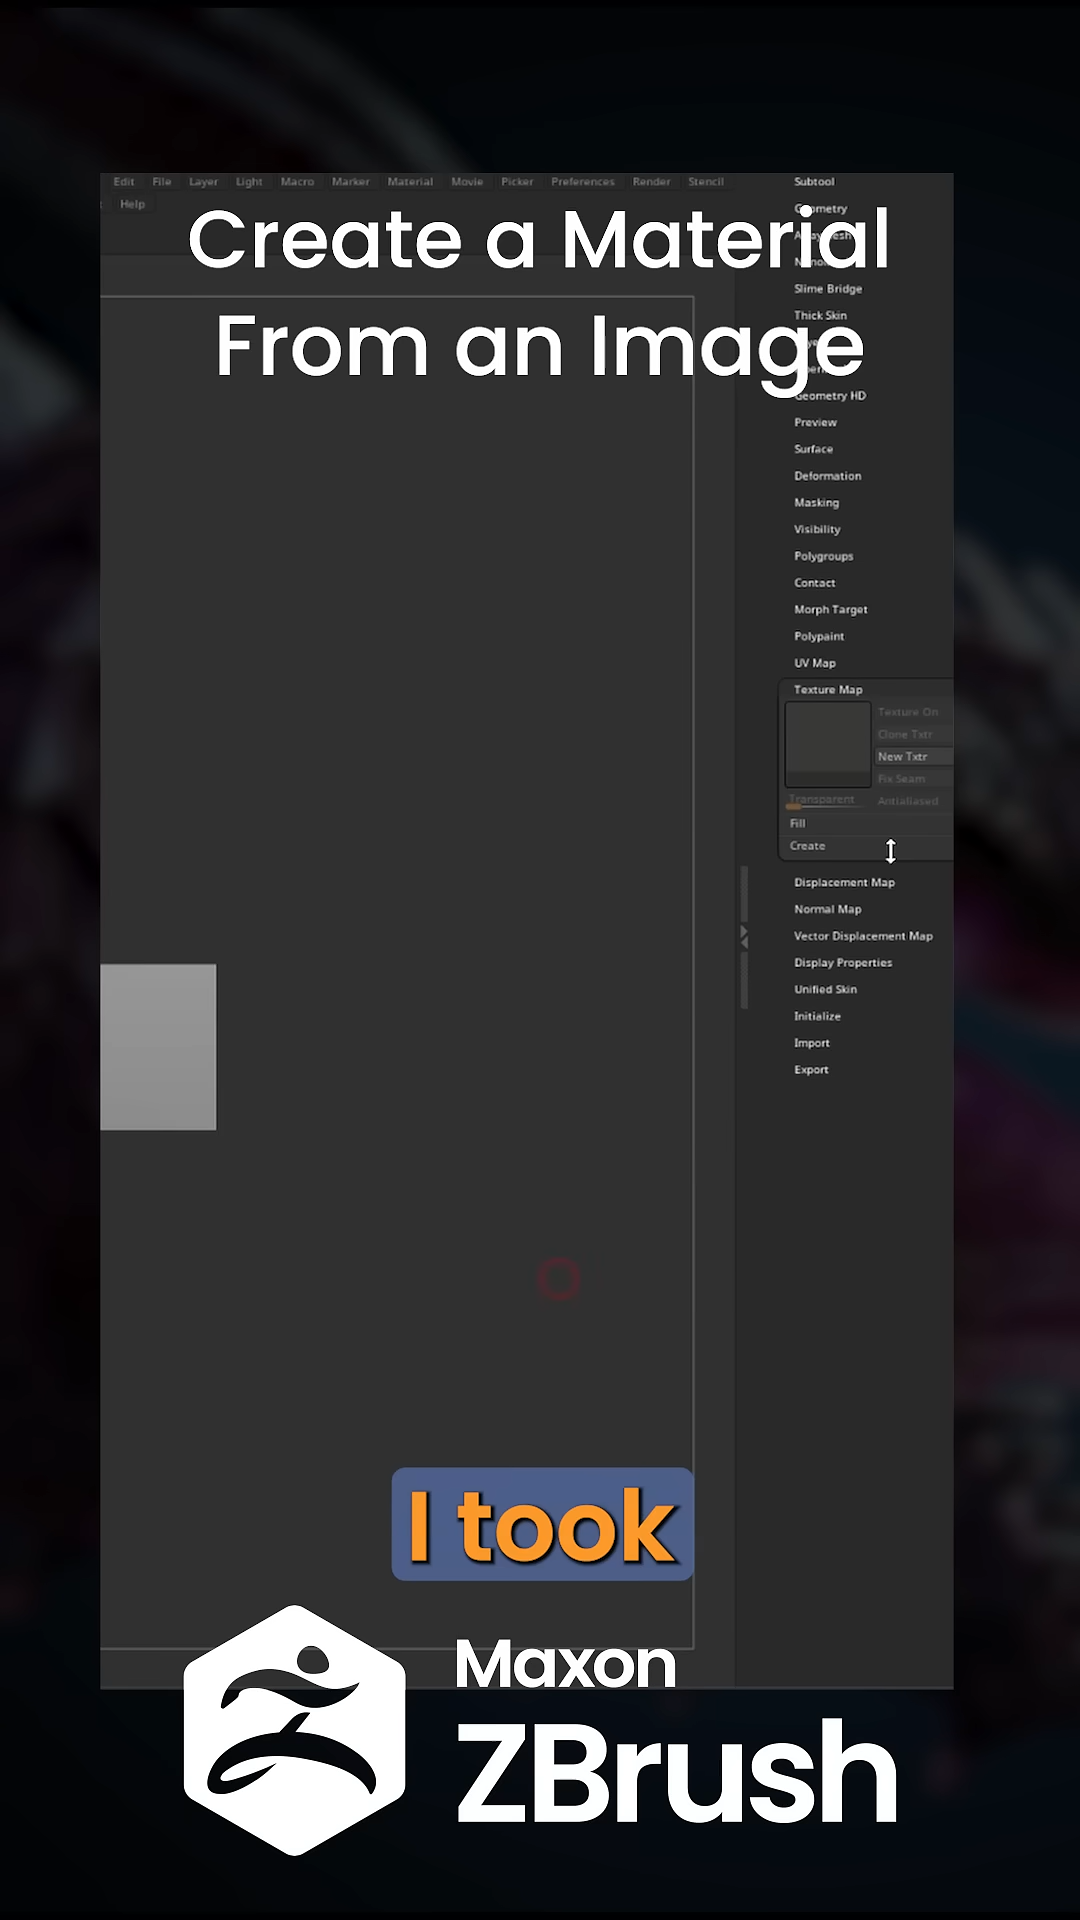 Edit File Layer Light Macro Marker Material Movie Picker Preferences Render Stencil
Help
Create a Material
From an Image
Subtool
Geometry
Slime Bridge
Thick Skin
Geometry HD
Preview
Surface
Deformation
Masking
Visibility
Polygroups
Contact
Morph Target
Polypaint
UV Map
Texture Map
Texture On
Clone Txtr
New Txtr
Fix Seam
Transparent Antialiased
Fill
Create
Displacement Map
Normal Map
Vector Displacement Map
Display Properties
Unified Skin
Initialize
Import
Export
I took
Maxon
ZBrush